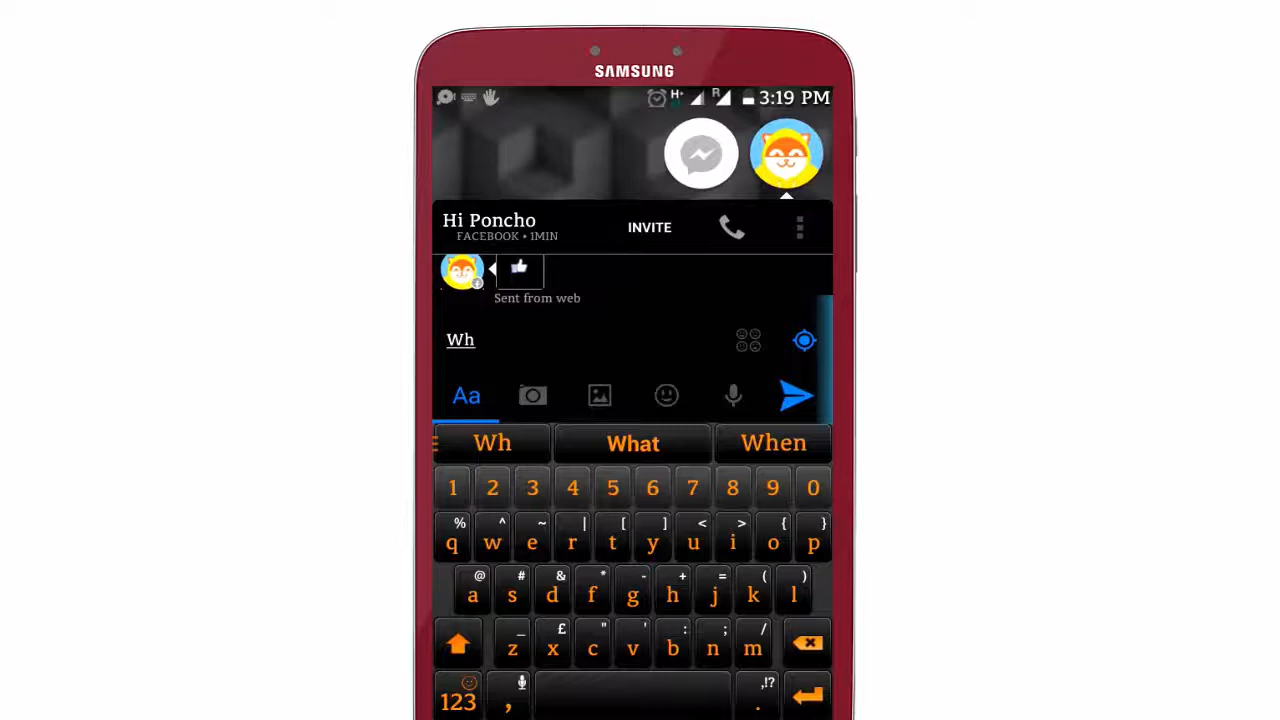 SAMSUNG
H+ R 3:19 PM
Hi Poncho
FACEBOOK • 1MIN
INVITE
Sent from web
Wh
Aa
Wh What When
1 2 3 4 5 6 7 8 9 0
% ^ ~ | [ ] < > { }
q w e r t y u i o p
@ # & * - + = ( )
a s d f g h j k l
_ £ " ' : ; /
z x c v b n m
,!?
123 , .